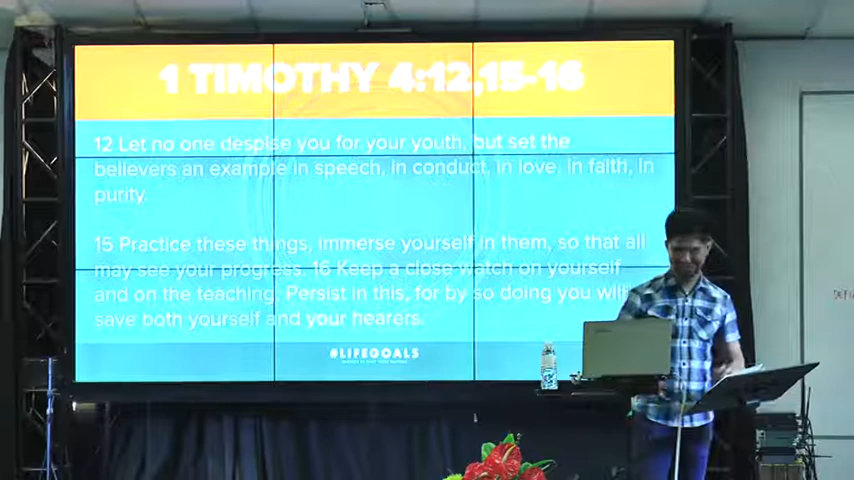 1 TIMOTHY 4:12,15-16
12 Let no one despise you for your youth, but set the
believers an example in speech, in conduct, in love, in faith, in
purity.
15 Practice these things, immerse yourself in them, so that all
may see your progress. 16 Keep a close watch on yourself
and on the teaching. Persist in this, for by so doing you will
save both yourself and your hearers.
#LIFEGOALS